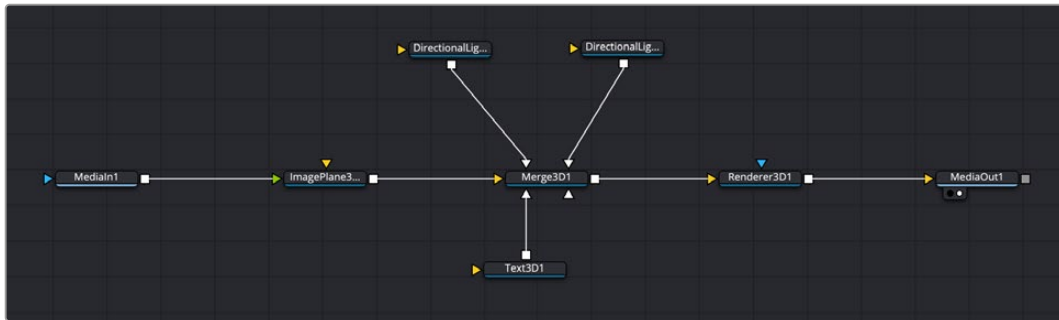 DirectionalLig...
DirectionalLig...
MediaIn1
ImagePlane3...
Merge3D1
Renderer3D1
MediaOut1
Text3D1